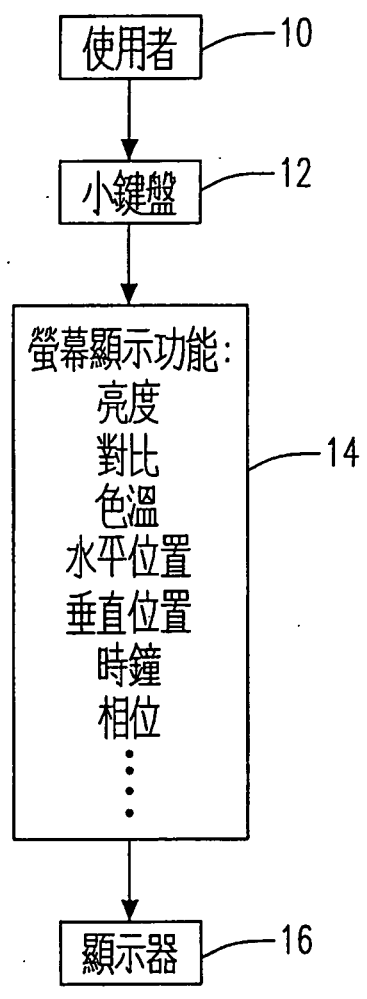 使用者 10
小鍵盤 12
螢幕顯示功能:
亮度
對比
色溫
水平位置
垂直位置
時鐘
相位
14
顯示器 16